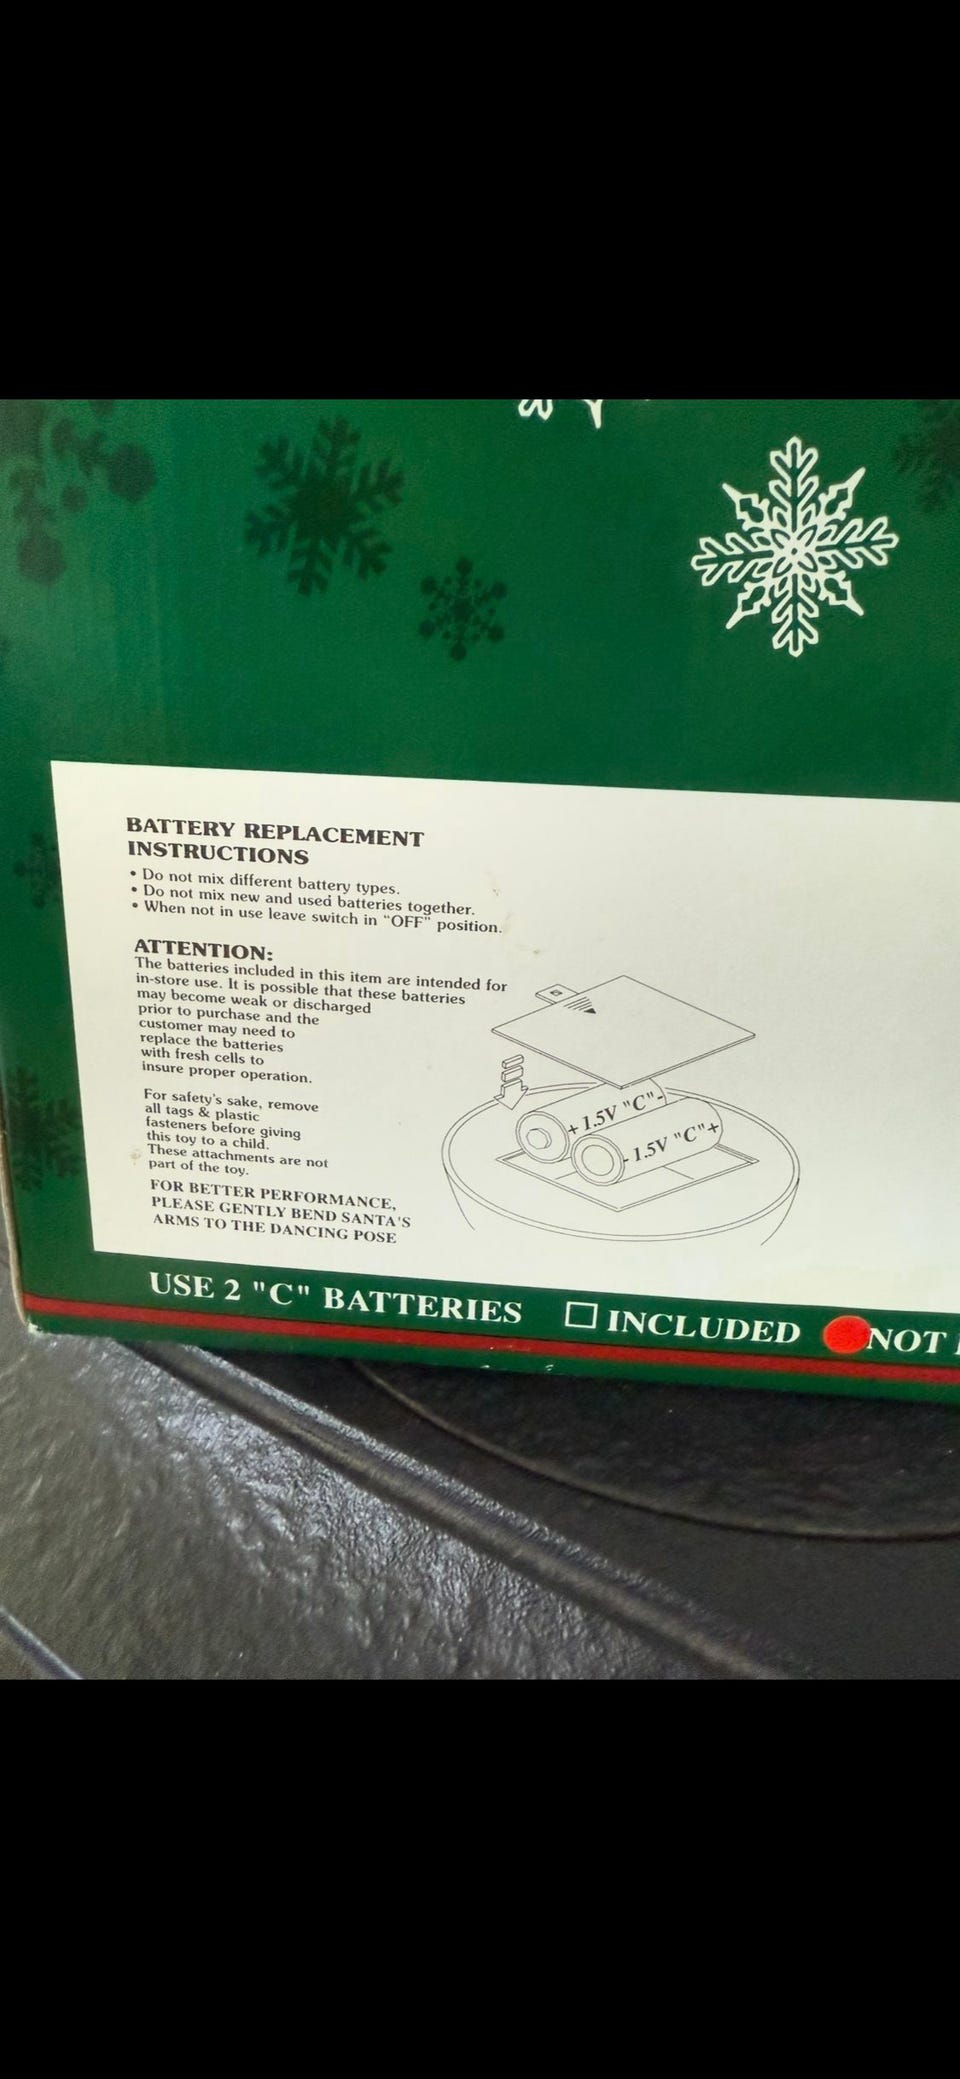 BATTERY REPLACEMENT
INSTRUCTIONS
• Do not mix different battery types.
• Do not mix new and used batteries together.
• When not in use leave switch in "OFF" position.
ATTENTION:
The batteries included in this item are intended for
in-store use. It is possible that these batteries
may become weak or discharged
prior to purchase and the
customer may need to
replace the batteries
with fresh cells to
insure proper operation.
For safety's sake, remove
all tags & plastic
fasteners before giving
this toy to a child.
These attachments are not
part of the toy.
FOR BETTER PERFORMANCE,
PLEASE GENTLY BEND SANTA'S
ARMS TO THE DANCING POSE
+ 1.5V "C" -
- 1.5V "C" +
USE 2 "C" BATTERIES INCLUDED NOT